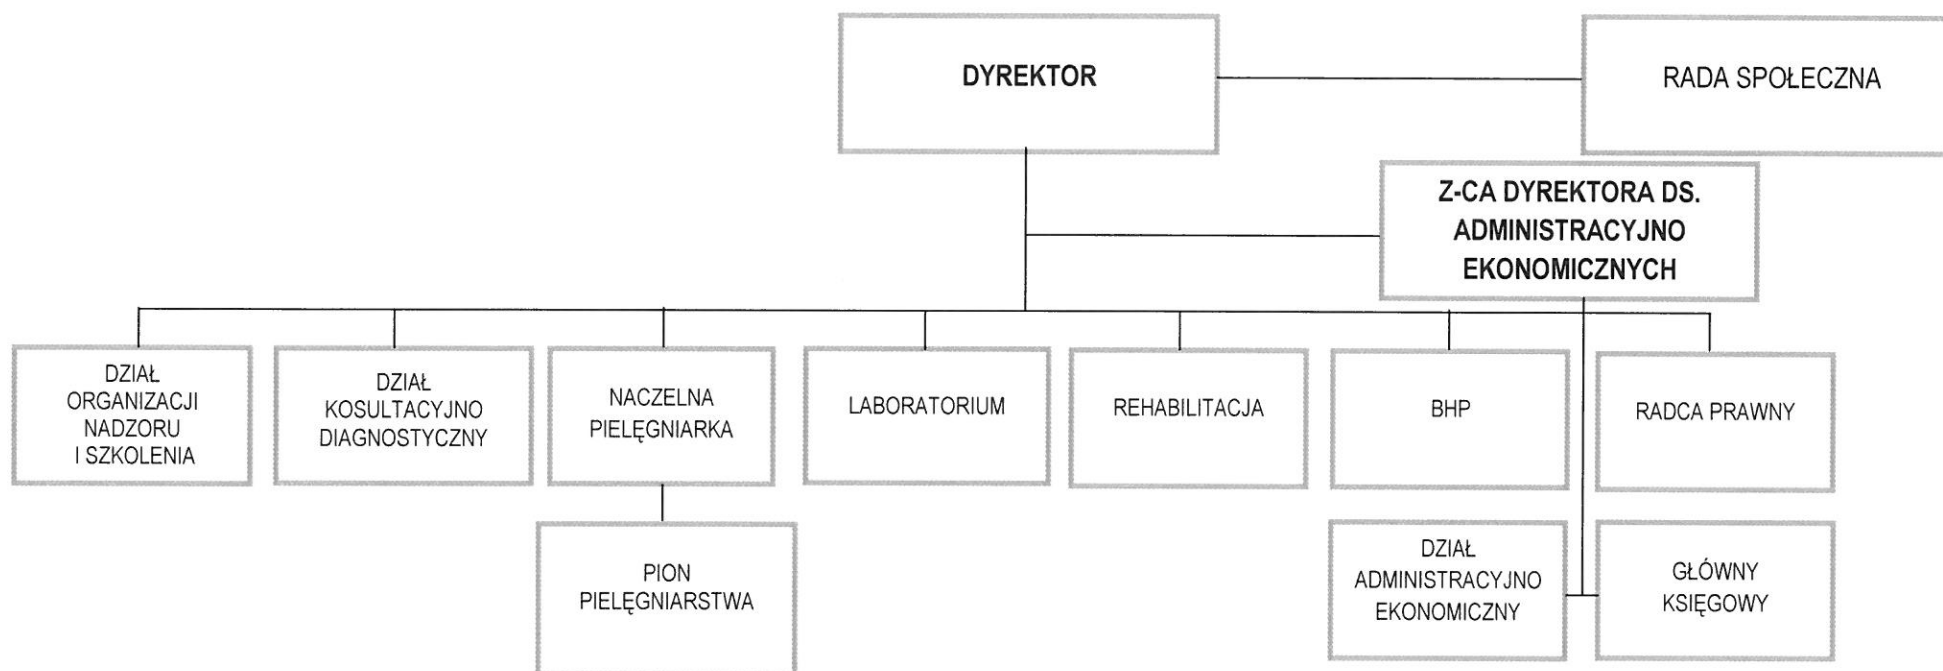 DYREKTOR
RADA SPOŁECZNA
Z-CA DYREKTORA DS.
ADMINISTRACYJNO
EKONOMICZNYCH
DZIAŁ
ORGANIZACJI
NADZORU
I SZKOLENIA
DZIAŁ
KOSULTACYJNO
DIAGNOSTYCZNY
NACZELNA
PIELĘGNIARKA
LABORATORIUM
REHABILITACJA
BHP
RADCA PRAWNY
PION
PIELĘGNIARSTWA
DZIAŁ
ADMINISTRACYJNO
EKONOMICZNY
GŁÓWNY
KSIĘGOWY